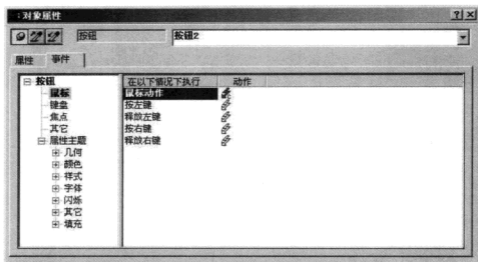 对象属性
按钮 按钮2
属性 事件
按钮
鼠标
键盘
焦点
其它
属性主题
几何
颜色
样式
字体
闪烁
其它
填充
在以下情况下执行 动作
鼠标动作
按左键
释放左键
按右键
释放右键